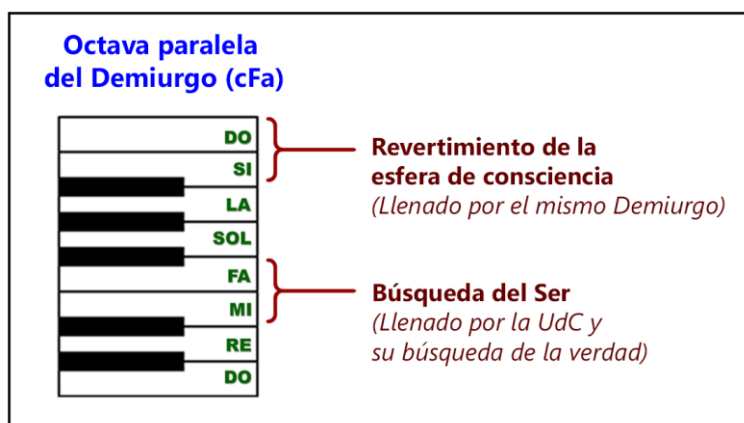 Octava paralela
del Demiurgo (cFa)
DO
SI
LA
SOL
FA
MI
RE
DO
Revertimiento de la
esfera de consciencia
(Llenado por el mismo Demiurgo)
Búsqueda del Ser
(Llenado por la UdC y
su búsqueda de la verdad)